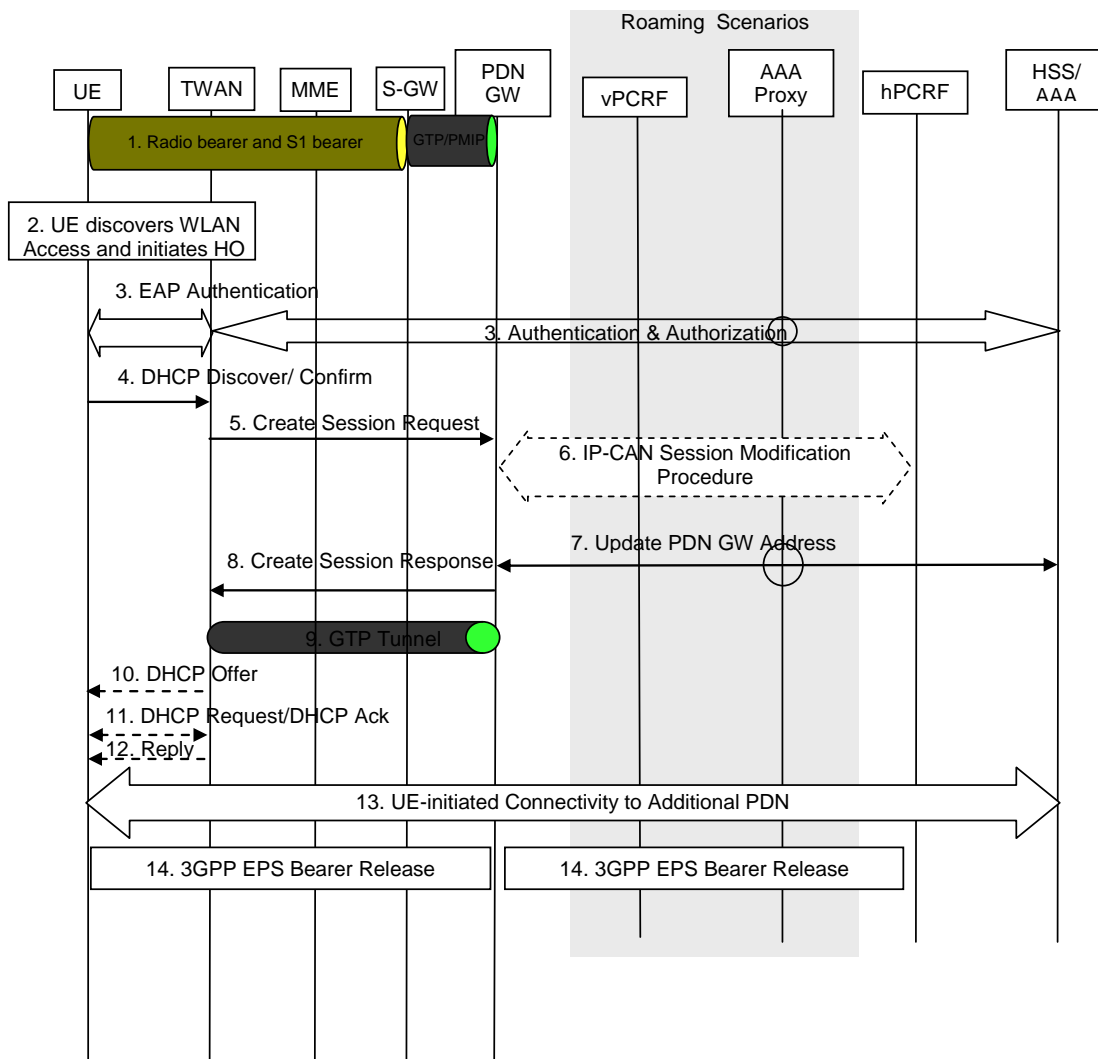 Roaming Scenarios
UE
TWAN
MME
S-GW
PDN
GW
vPCRF
AAA
Proxy
hPCRF
HSS/
AAA
1. Radio bearer and S1 bearer
GTP/PMIP
2. UE discovers WLAN
Access and initiates HO
3. EAP Authentication
3. Authentication & Authorization
4. DHCP Discover/ Confirm
5. Create Session Request
6. IP-CAN Session Modification
Procedure
7. Update PDN GW Address
8. Create Session Response
9. GTP Tunnel
10. DHCP Offer
11. DHCP Request/DHCP Ack
12. Reply
13. UE-initiated Connectivity to Additional PDN
14. 3GPP EPS Bearer Release
14. 3GPP EPS Bearer Release